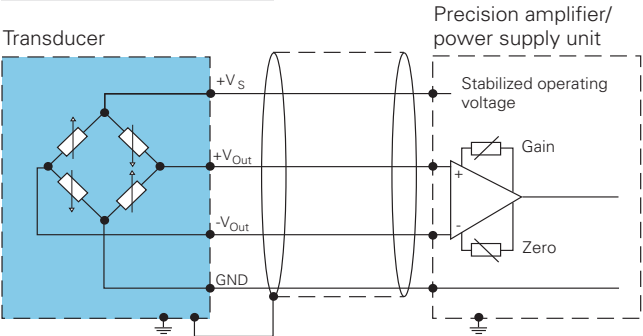 Transducer
Precision amplifier/
power supply unit
+VS
Stabilized operating
voltage
+VOut
Gain
+
-
-VOut
Zero
GND